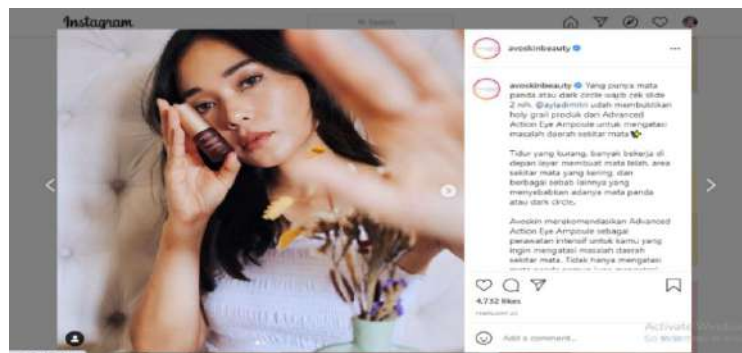 Instagram
avoskinbeauty
avoskinbeauty Yang punya mata
panda atau dark circle wajib cek slide
2 nih. @ayladimitri udah membuktikan
holy grail produk dari Advanced
Action Eye Ampoule untuk mengatasi
masalah daerah sekitar mata
Tidur yang kurang, banyak bekerja di
depan layar membuat mata lelah, area
sekitar mata yang kering, dan
berbagai sebab lainnya yang
menyebabkan adanya mata panda
atau dark circle.
Avoskin merekomendasikan Advanced
Action Eye Ampoule sebagai
perawatan intensif untuk kamu yang
ingin mengatasi masalah daerah
sekitar mata. Tidak hanya mengatasi
4.732 likes
Add a comment...
Activate Windows